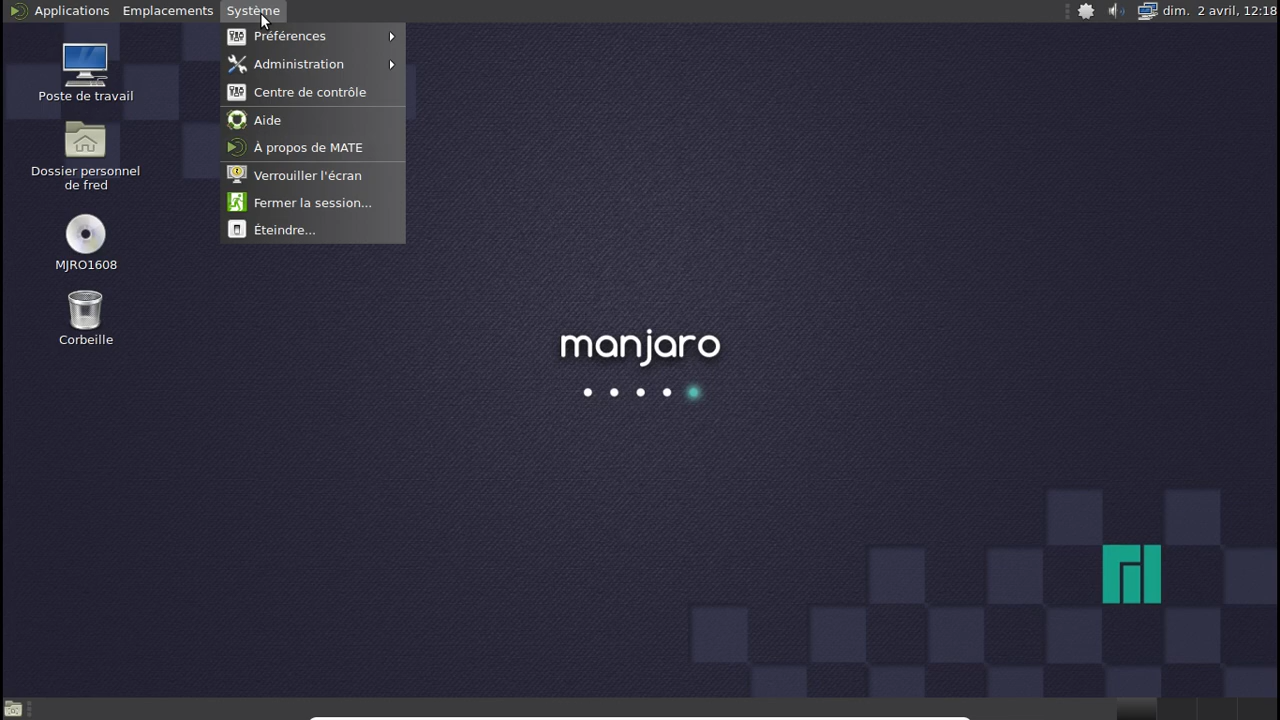 Applications Emplacements Système dim. 2 avril, 12:18
Préférences
Administration
Centre de contrôle
Aide
À propos de MATE
Verrouiller l'écran
Fermer la session...
Éteindre...
Poste de travail
Dossier personnel
de fred
MJRO1608
Corbeille
manjaro